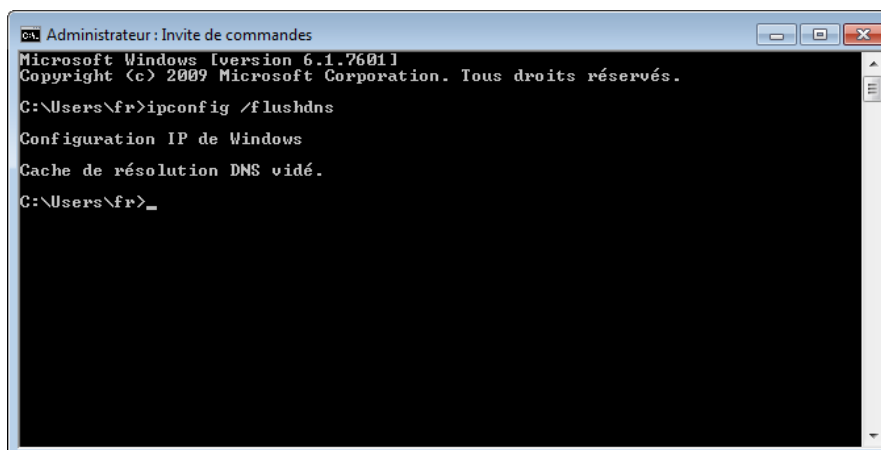 Administrateur : Invite de commandes
Microsoft Windows [version 6.1.7601]
Copyright (c) 2009 Microsoft Corporation. Tous droits réservés.
C:\Users\fr>ipconfig /flushdns
Configuration IP de Windows
Cache de résolution DNS vidé.
C:\Users\fr>_